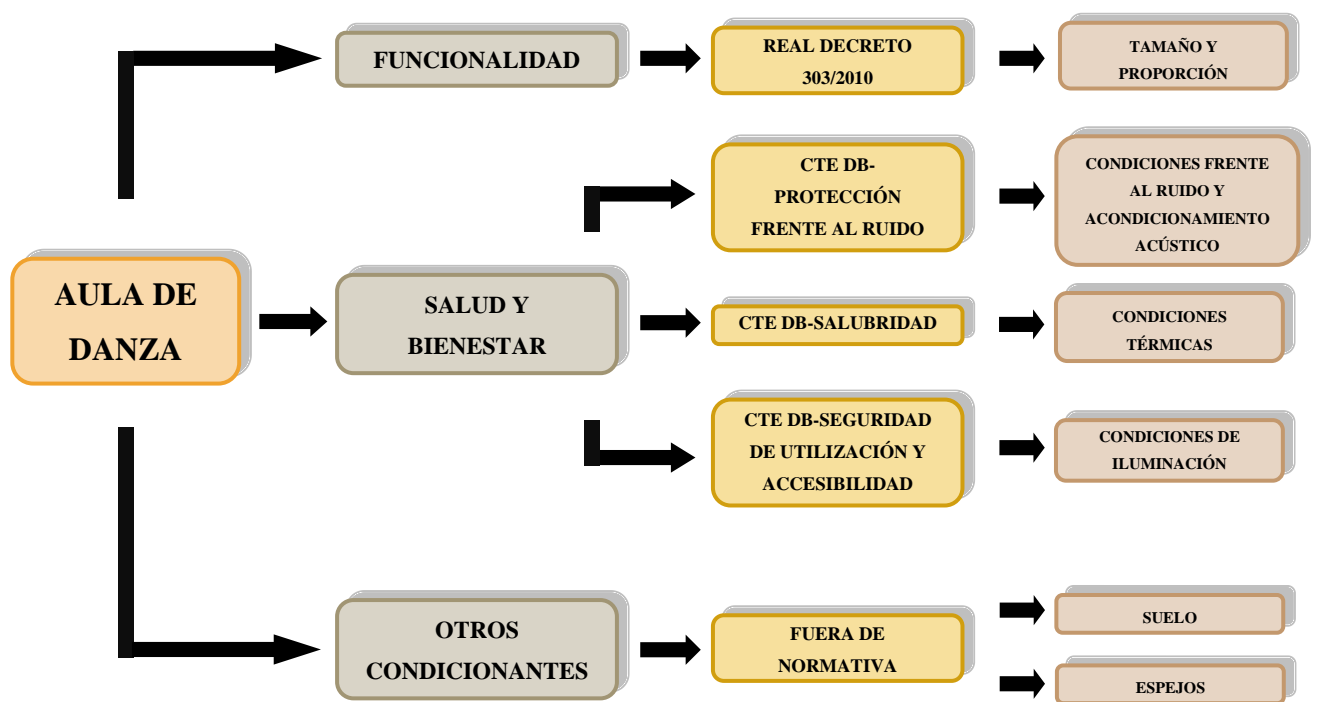 FUNCIONALIDAD
REAL DECRETO
303/2010
TAMAÑO Y
PROPORCIÓN
AULA DE
DANZA
SALUD Y
BIENESTAR
CTE DB-
PROTECCIÓN
FRENTE AL RUIDO
CONDICIONES FRENTE
AL RUIDO Y
ACONDICIONAMIENTO
ACÚSTICO
CTE DB-SALUBRIDAD
CONDICIONES
TÉRMICAS
CTE DB-SEGURIDAD
DE UTILIZACIÓN Y
ACCESIBILIDAD
CONDICIONES DE
ILUMINACIÓN
OTROS
CONDICIONANTES
FUERA DE
NORMATIVA
SUELO
ESPEJOS